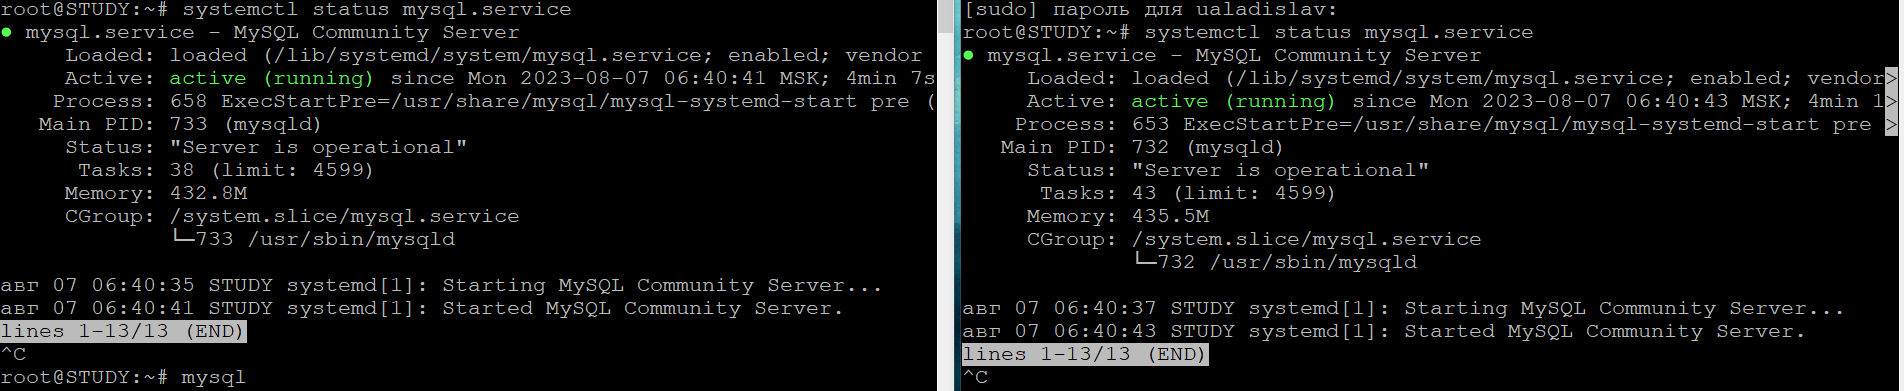 root@STUDY:~# systemctl status mysql.service
● mysql.service – MySQL Community Server
Loaded: loaded (/lib/systemd/system/mysql.service; enabled; vendor
Active: active (running) since Mon 2023-08-07 06:40:41 MSK; 4min 7s
Process: 658 ExecStartPre=/usr/share/mysql/mysql-systemd-start pre (
Main PID: 733 (mysqld)
Status: "Server is operational"
Tasks: 38 (limit: 4599)
Memory: 432.8M
CGroup: /system.slice/mysql.service
└─733 /usr/sbin/mysqld
авг 07 06:40:35 STUDY systemd[1]: Starting MySQL Community Server...
авг 07 06:40:41 STUDY systemd[1]: Started MySQL Community Server.
lines 1-13/13 (END)
^C
root@STUDY:~# mysql
[sudo] пароль для ualadislav:
root@STUDY:~# systemctl status mysql.service
● mysql.service – MySQL Community Server
Loaded: loaded (/lib/systemd/system/mysql.service; enabled; vendor>
Active: active (running) since Mon 2023-08-07 06:40:43 MSK; 4min 1>
Process: 653 ExecStartPre=/usr/share/mysql/mysql-systemd-start pre >
Main PID: 732 (mysqld)
Status: "Server is operational"
Tasks: 43 (limit: 4599)
Memory: 435.5M
CGroup: /system.slice/mysql.service
└─732 /usr/sbin/mysqld
авг 07 06:40:37 STUDY systemd[1]: Starting MySQL Community Server...
авг 07 06:40:43 STUDY systemd[1]: Started MySQL Community Server.
lines 1-13/13 (END)
^C